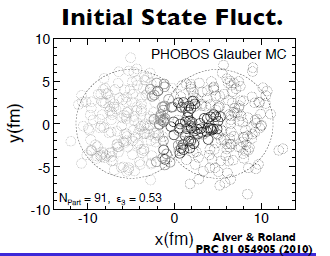 Initial State Fluct.
PHOBOS Glauber MC
10
5
0
-5
-10
y(fm)
N_Part = 91, ε_3 = 0.53
-10 0 10
x(fm)
Alver & Roland
PRC 81 054905 (2010)